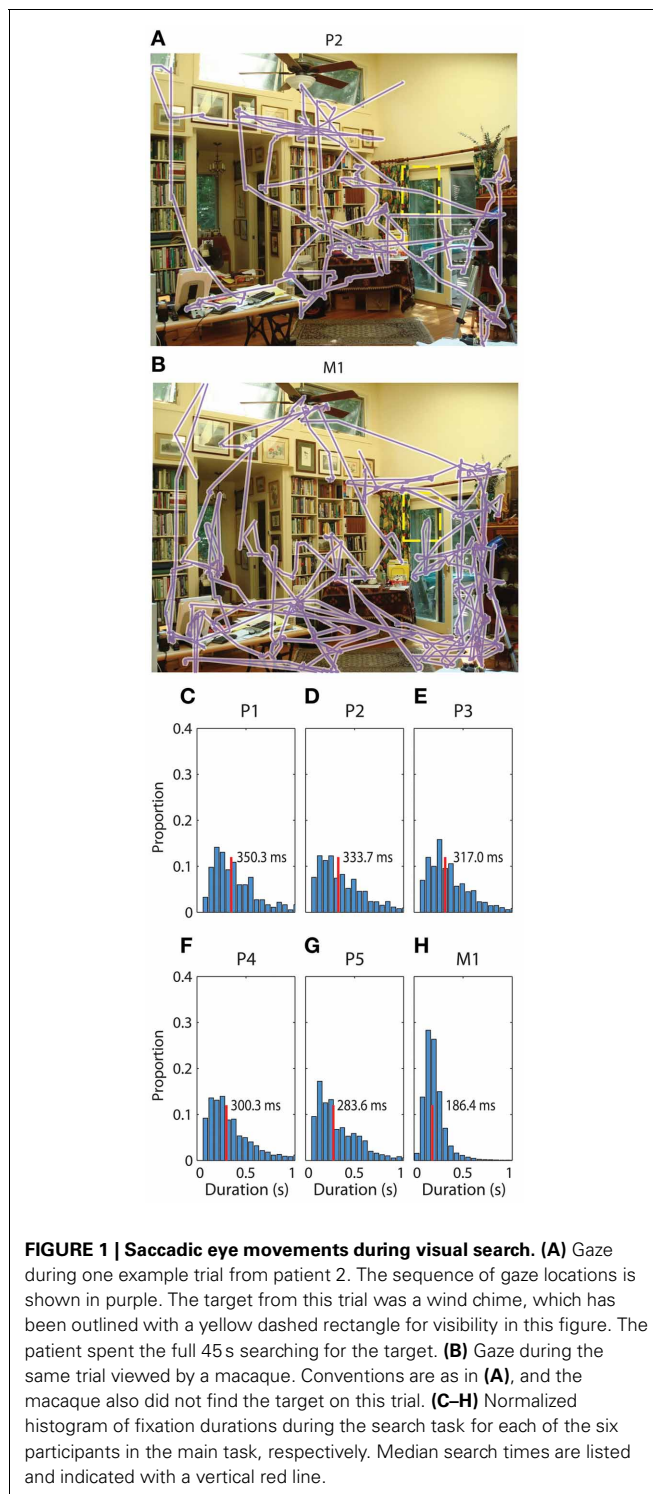 A
P2
B
M1
C
P1
D
P2
E
P3
0.4
0.3
0.2
0.1
0
Proportion
350.3 ms
333.7 ms
317.0 ms
F
P4
G
P5
H
M1
0.4
0.3
0.2
0.1
0
Proportion
300.3 ms
283.6 ms
186.4 ms
0 0.5 1 0 0.5 1 0 0.5 1
Duration (s) Duration (s) Duration (s)
FIGURE 1 | Saccadic eye movements during visual search. (A) Gaze
during one example trial from patient 2. The sequence of gaze locations is
shown in purple. The target from this trial was a wind chime, which has
been outlined with a yellow dashed rectangle for visibility in this figure. The
patient spent the full 45 s searching for the target. (B) Gaze during the
same trial viewed by a macaque. Conventions are as in (A), and the
macaque also did not find the target on this trial. (C–H) Normalized
histogram of fixation durations during the search task for each of the six
participants in the main task, respectively. Median search times are listed
and indicated with a vertical red line.